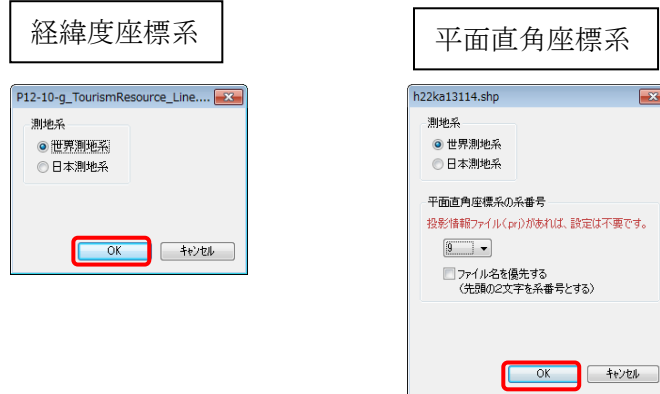 経緯度座標系
P12-10-g_TourismResource_Line....
測地系
世界測地系
日本測地系
OK
キャンセル
平面直角座標系
h22ka13114.shp
測地系
世界測地系
日本測地系
平面直角座標系の系番号
投影情報ファイル(prj)があれば、設定は不要です。
9
ファイル名を優先する
(先頭の2文字を系番号とする)
OK
キャンセル